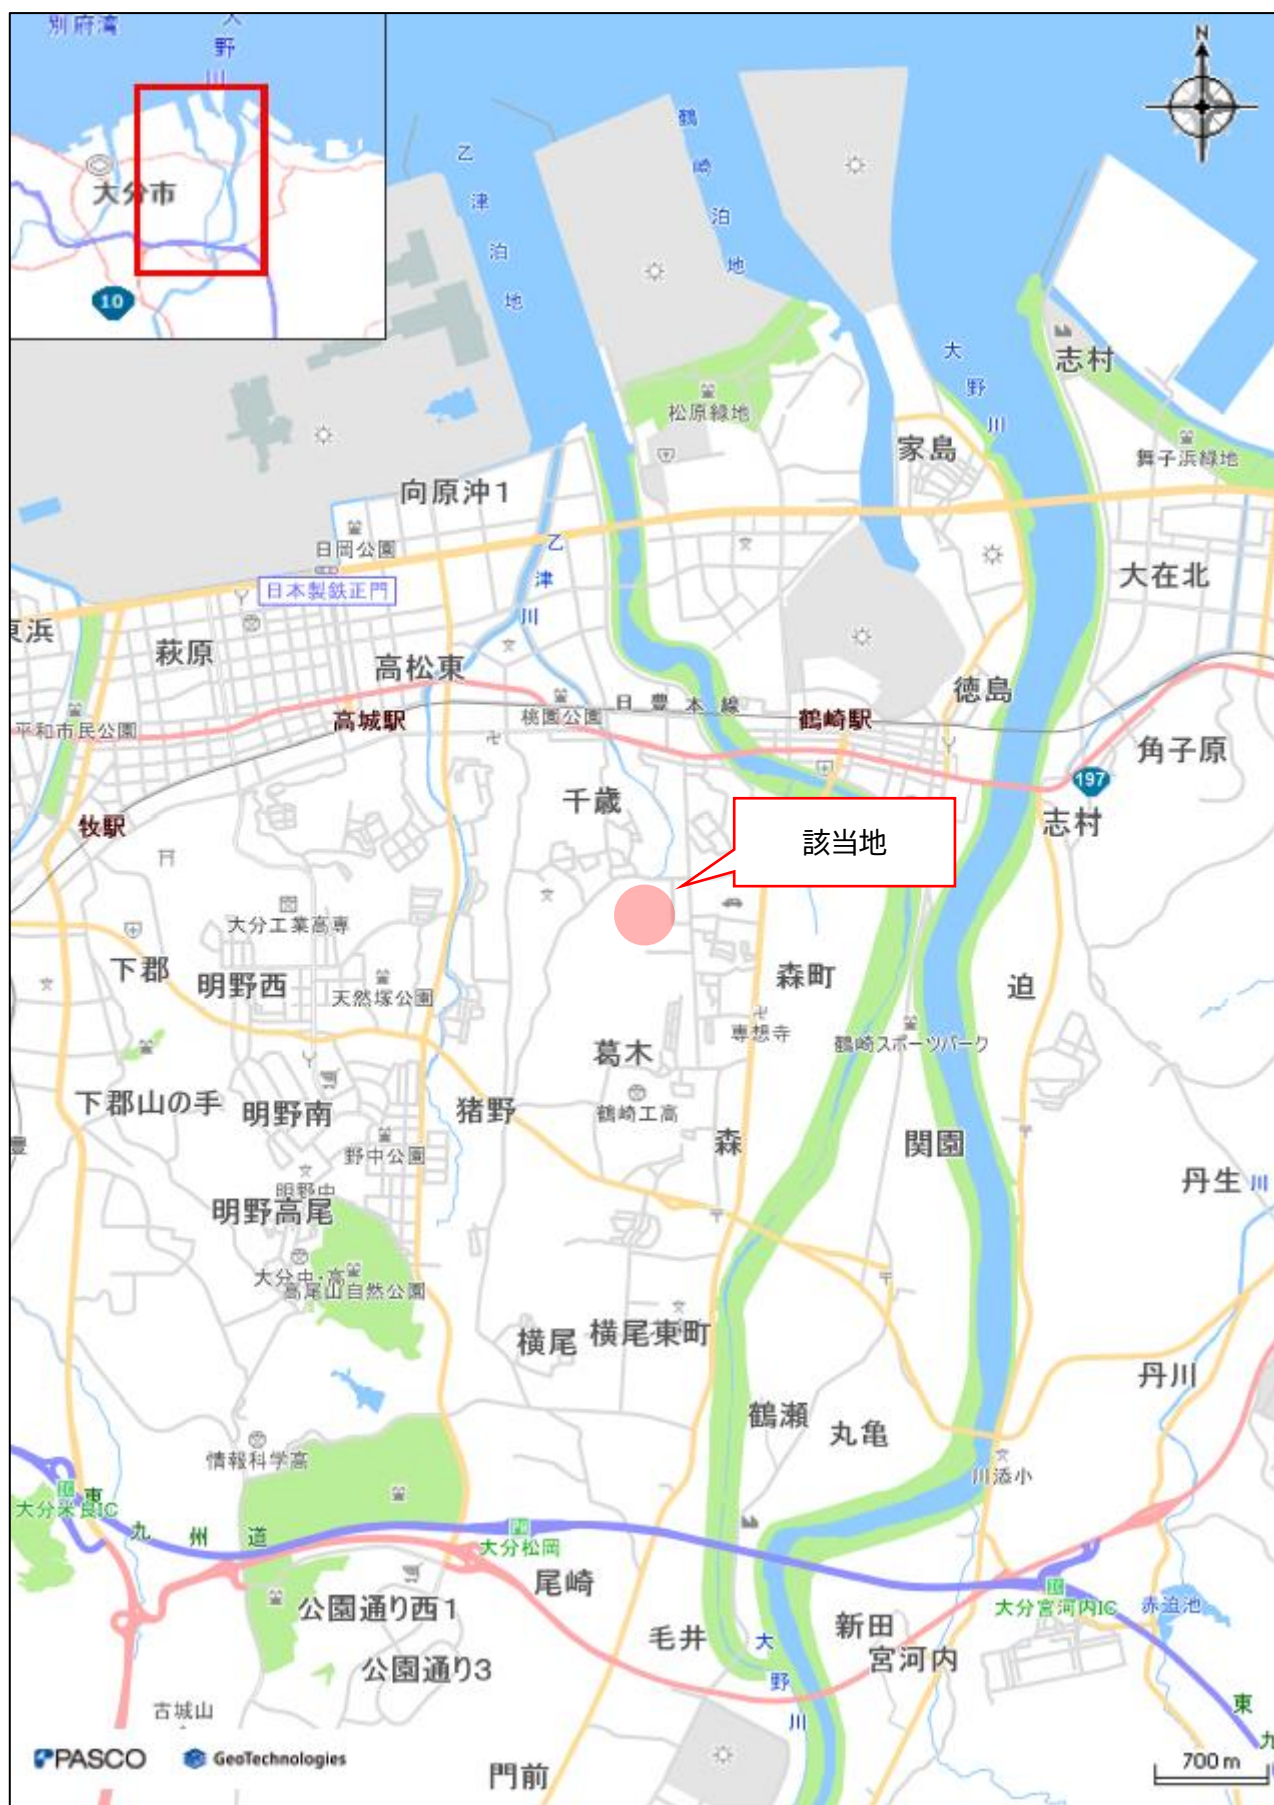 別府湾
大野川
大分市
10
N
乙津泊地
鶴崎泊地
大野川
志村
松原緑地
家島
舞子浜緑地
向原沖1
日岡公園
乙津川
日本製鉄正門
大在北
萩原
高松東
徳島
日豊本線
高城駅
桃園公園
鶴崎駅
平和市民公園
角子原
197
千歳
志村
牧駅
該当地
大分工業高専
下郡
明野西
天然塚公園
森町
迫
専想寺
鶴崎スポーツパーク
葛木
下郡山の手
明野南
猪野
鶴崎工高
森
関園
野中公園
丹生
川
明野中
明野高尾
大分中・高
高尾山自然公園
横尾
横尾東町
丹川
鶴瀬
丸亀
情報科学高
川添小
大分米良IC
東九州道
大分松岡
尾崎
大分宮河内IC
赤迫池
公園通り西1
新田
毛井
大野川
宮河内
公園通り3
古城山
東九
PASCO
GeoTechnologies
700 m
門前